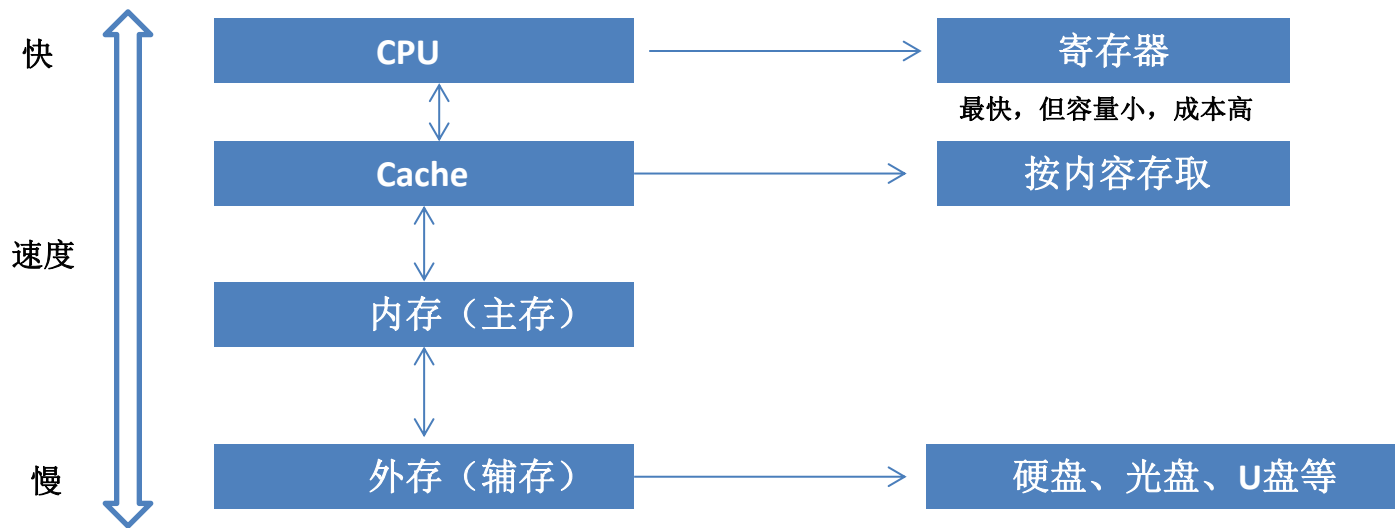 快
CPU
寄存器
最快，但容量小，成本高
Cache
按内容存取
速度
内存（主存）
慢
外存（辅存）
硬盘、光盘、U盘等